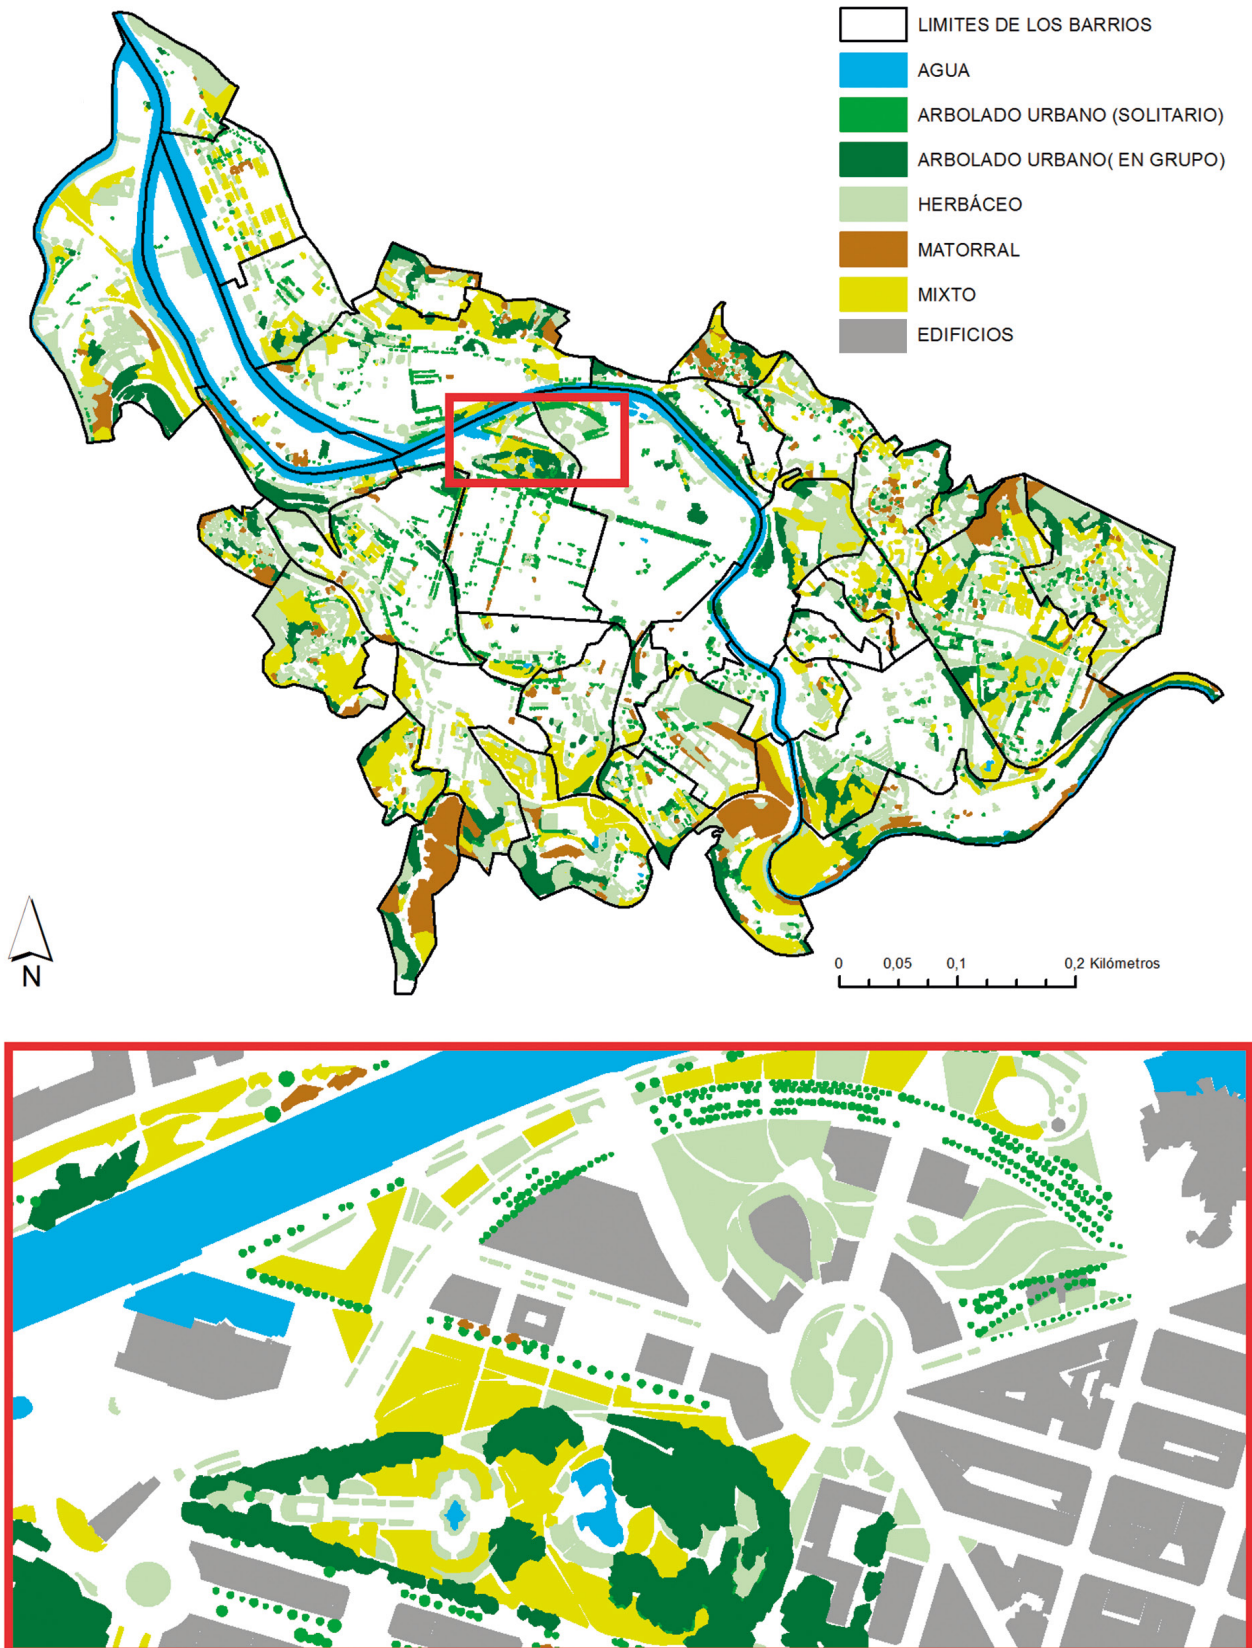 LIMITES DE LOS BARRIOS
AGUA
ARBOLADO URBANO (SOLITARIO)
ARBOLADO URBANO( EN GRUPO)
HERBÁCEO
MATORRAL
MIXTO
EDIFICIOS
N
0 0,05 0,1 0,2 Kilómetros